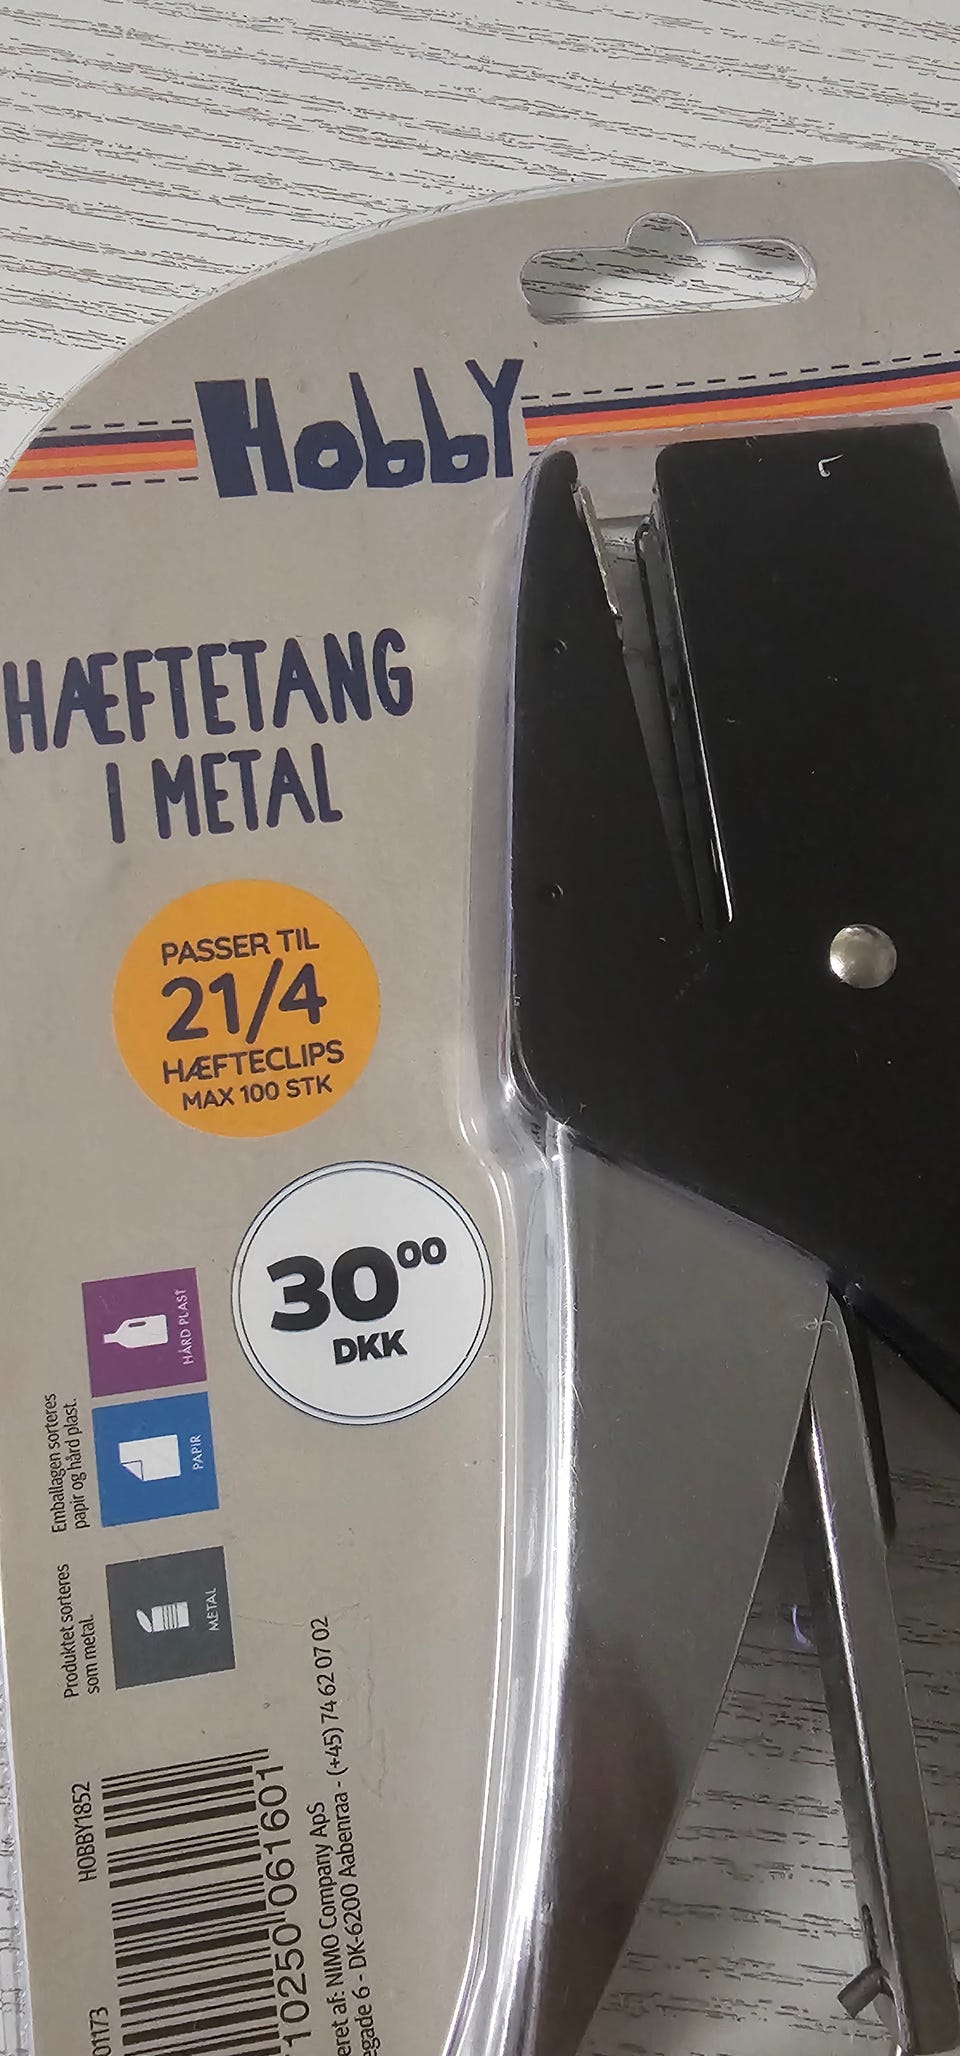 HobbY
HÆFTETANG
I METAL
PASSER TIL
21/4
HÆFTECLIPS
MAX 100 STK
30⁰⁰
DKK
HÅRD PLAST
Emballagen sorteres
papir og hård plast.
PAPIR
Produktet sorteres
som metal.
METAL
HOBBY1852
10250 061601
NIMO Company ApS
6 - DK-6200 Aabenraa - (+45) 74 62 07 02